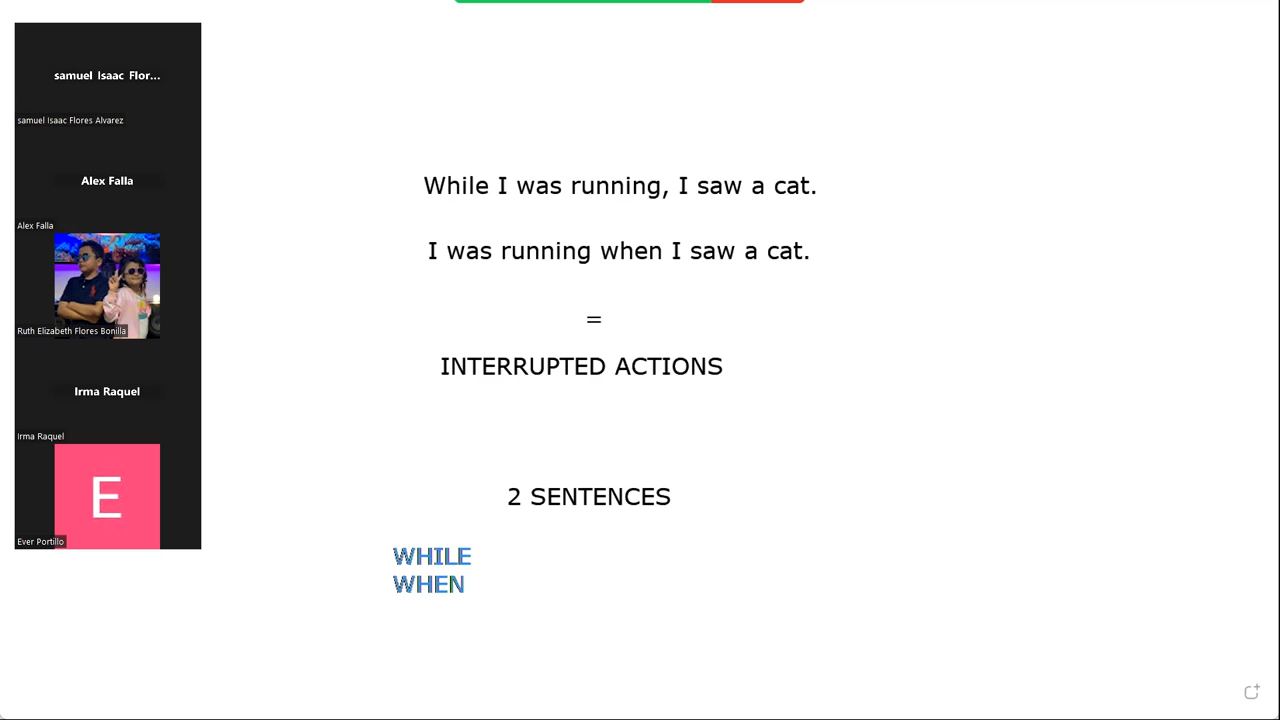 samuel Isaac Flor...
samuel Isaac Flores Alvarez
Alex Falla
Alex Falla
Ruth Elizabeth Flores Bonilla
Irma Raquel
Irma Raquel
E
Ever Portillo
While I was running, I saw a cat.
I was running when I saw a cat.
=
INTERRUPTED ACTIONS
2 SENTENCES
WHILE
WHEN